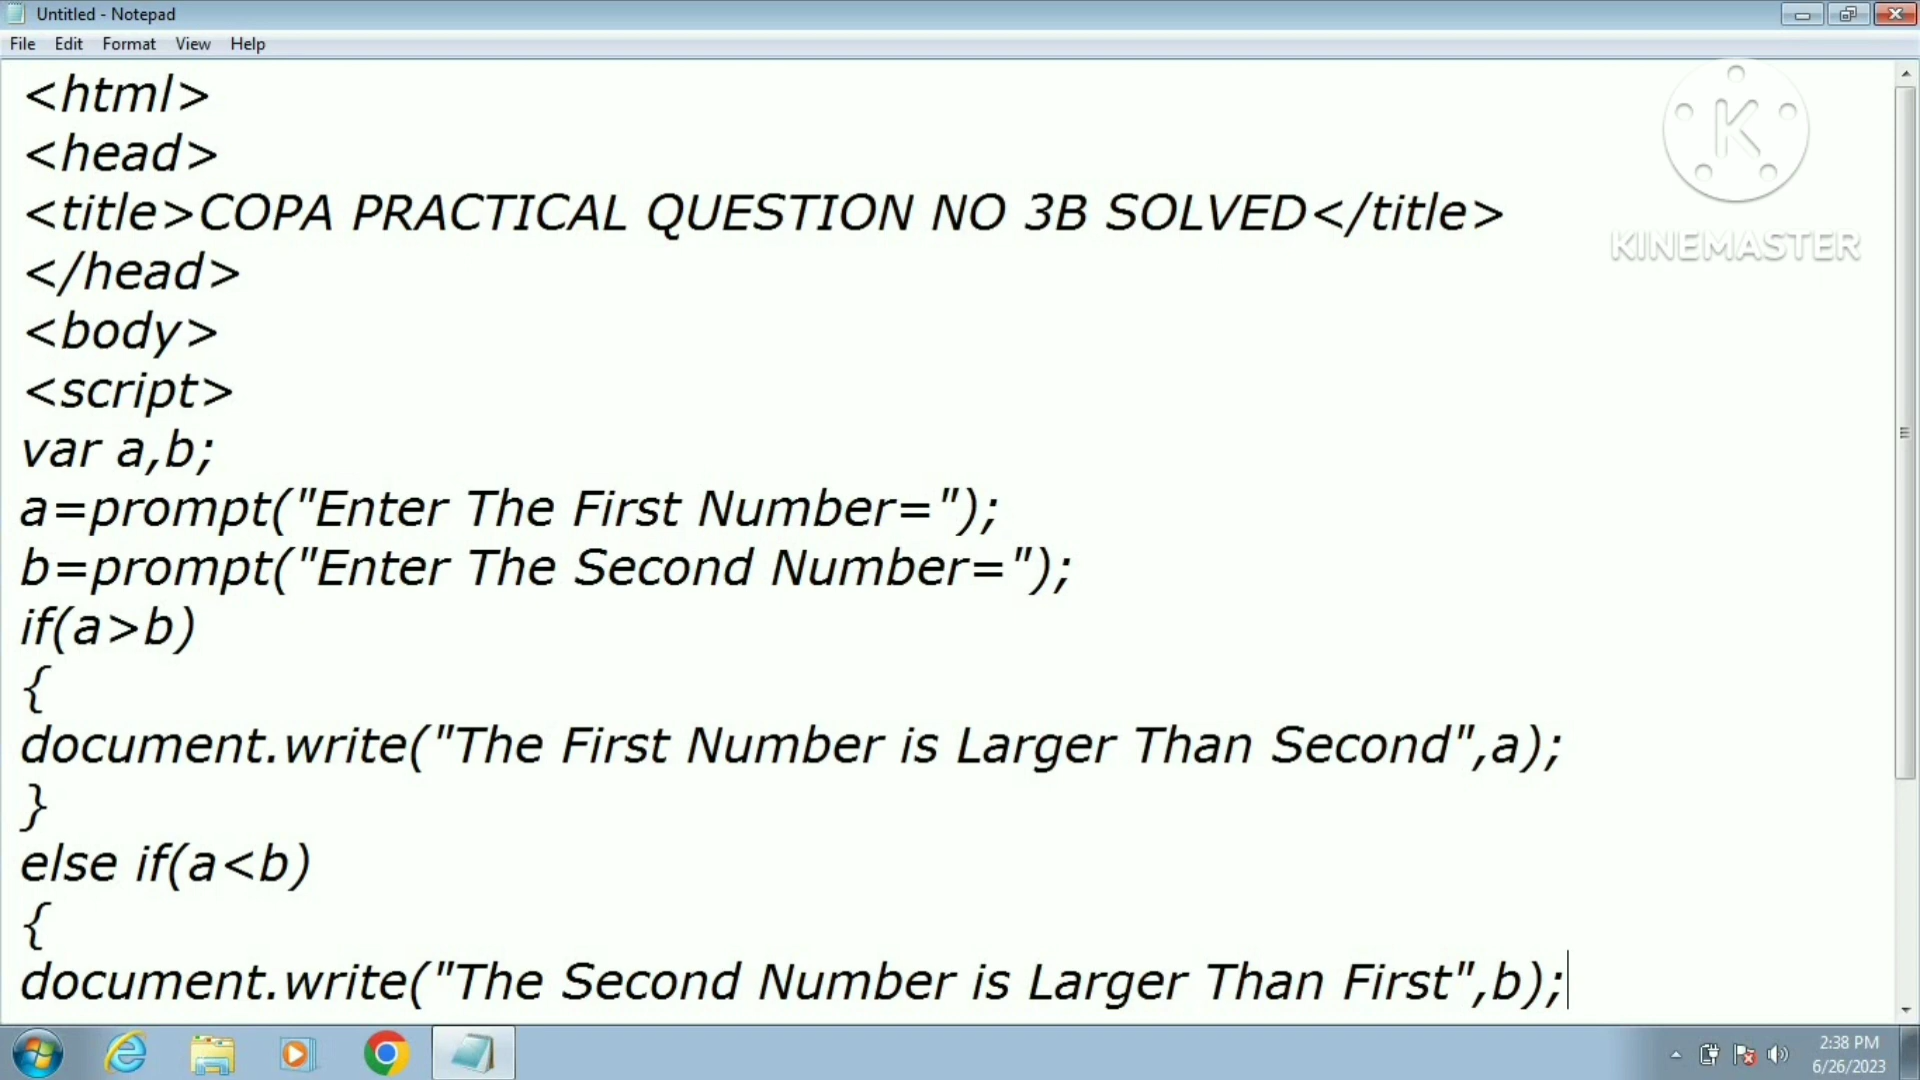 Untitled - Notepad
File Edit Format View Help
<html>
<head>
<title>COPA PRACTICAL QUESTION NO 3B SOLVED</title>
</head>
<body>
<script>
var a,b;
a=prompt("Enter The First Number=");
b=prompt("Enter The Second Number=");
if(a>b)
{
document.write("The First Number is Larger Than Second",a);
}
else if(a<b)
{
document.write("The Second Number is Larger Than First",b);
K
KINEMASTER
2:38 PM
6/26/2023